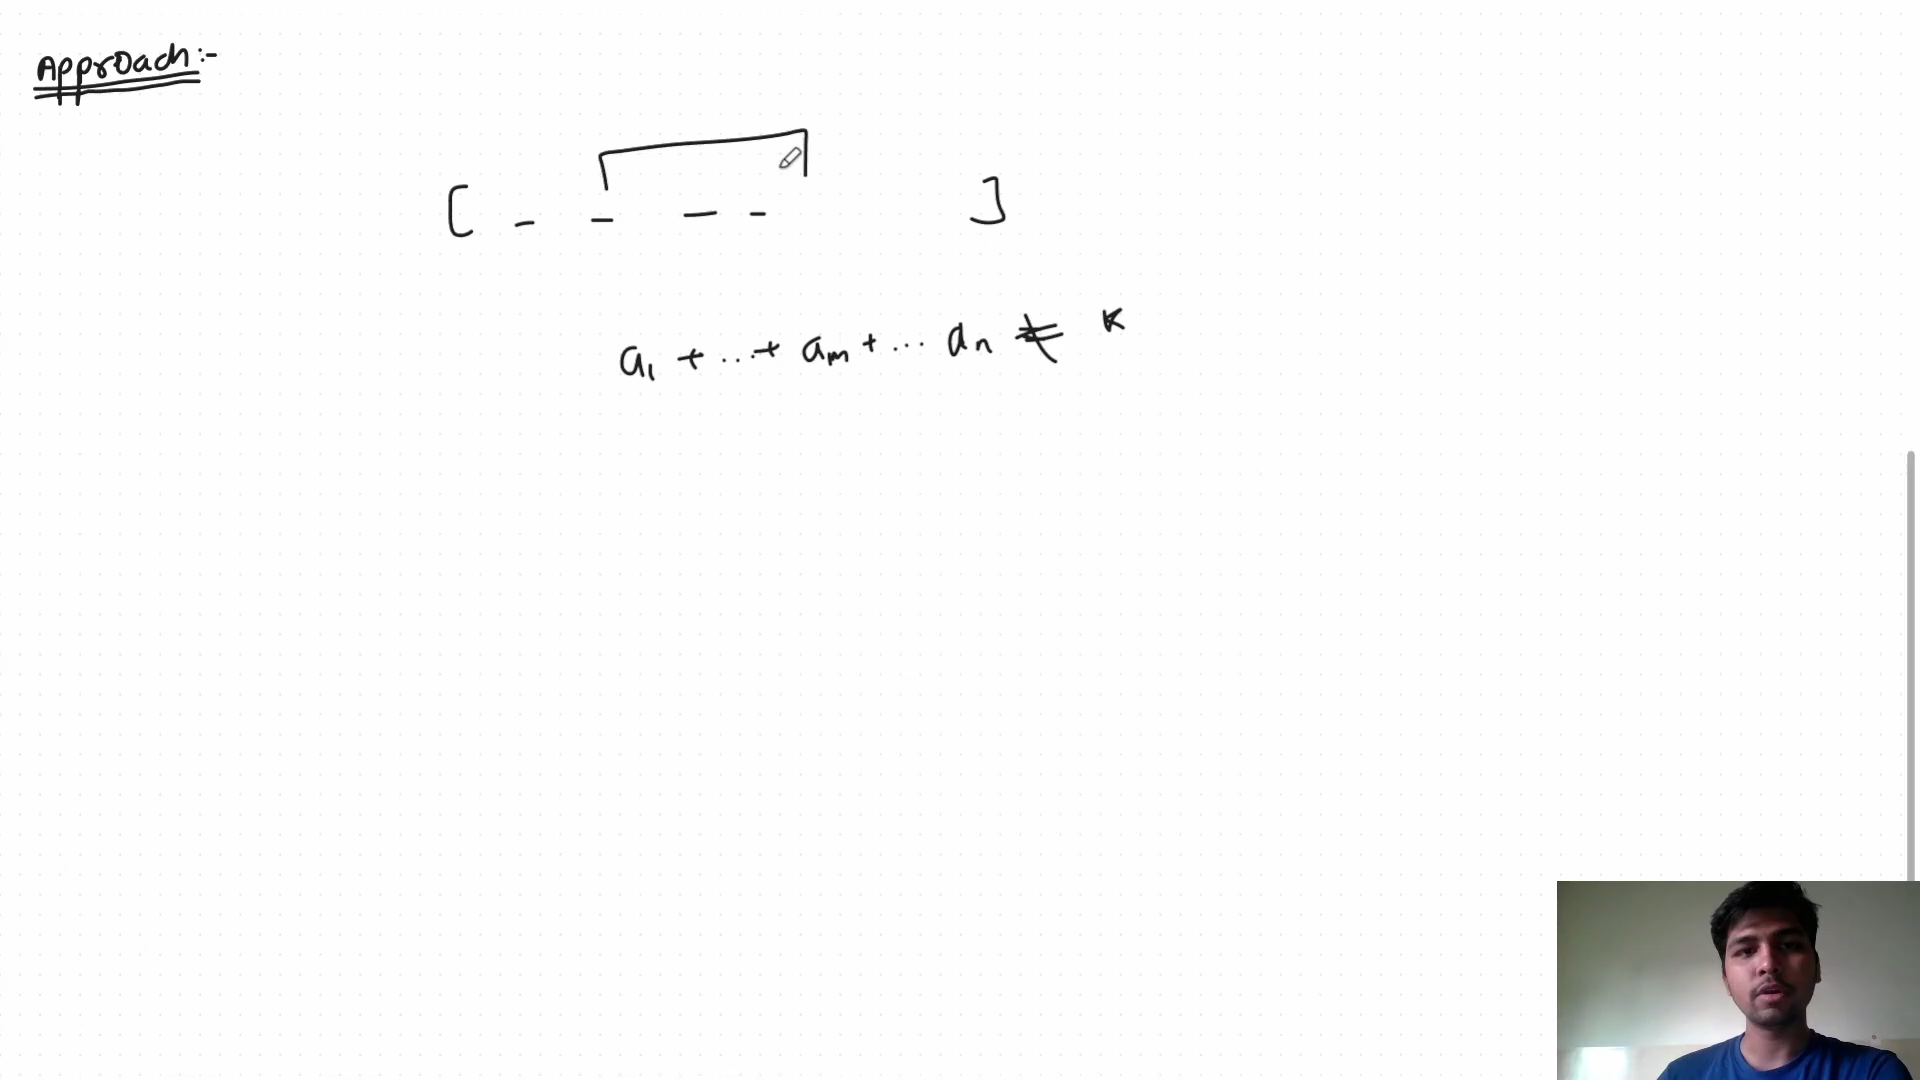 Approach:-
[ _ _ _ _ ]
a₁ + ...+ aₘ + ... aₙ ≠ K